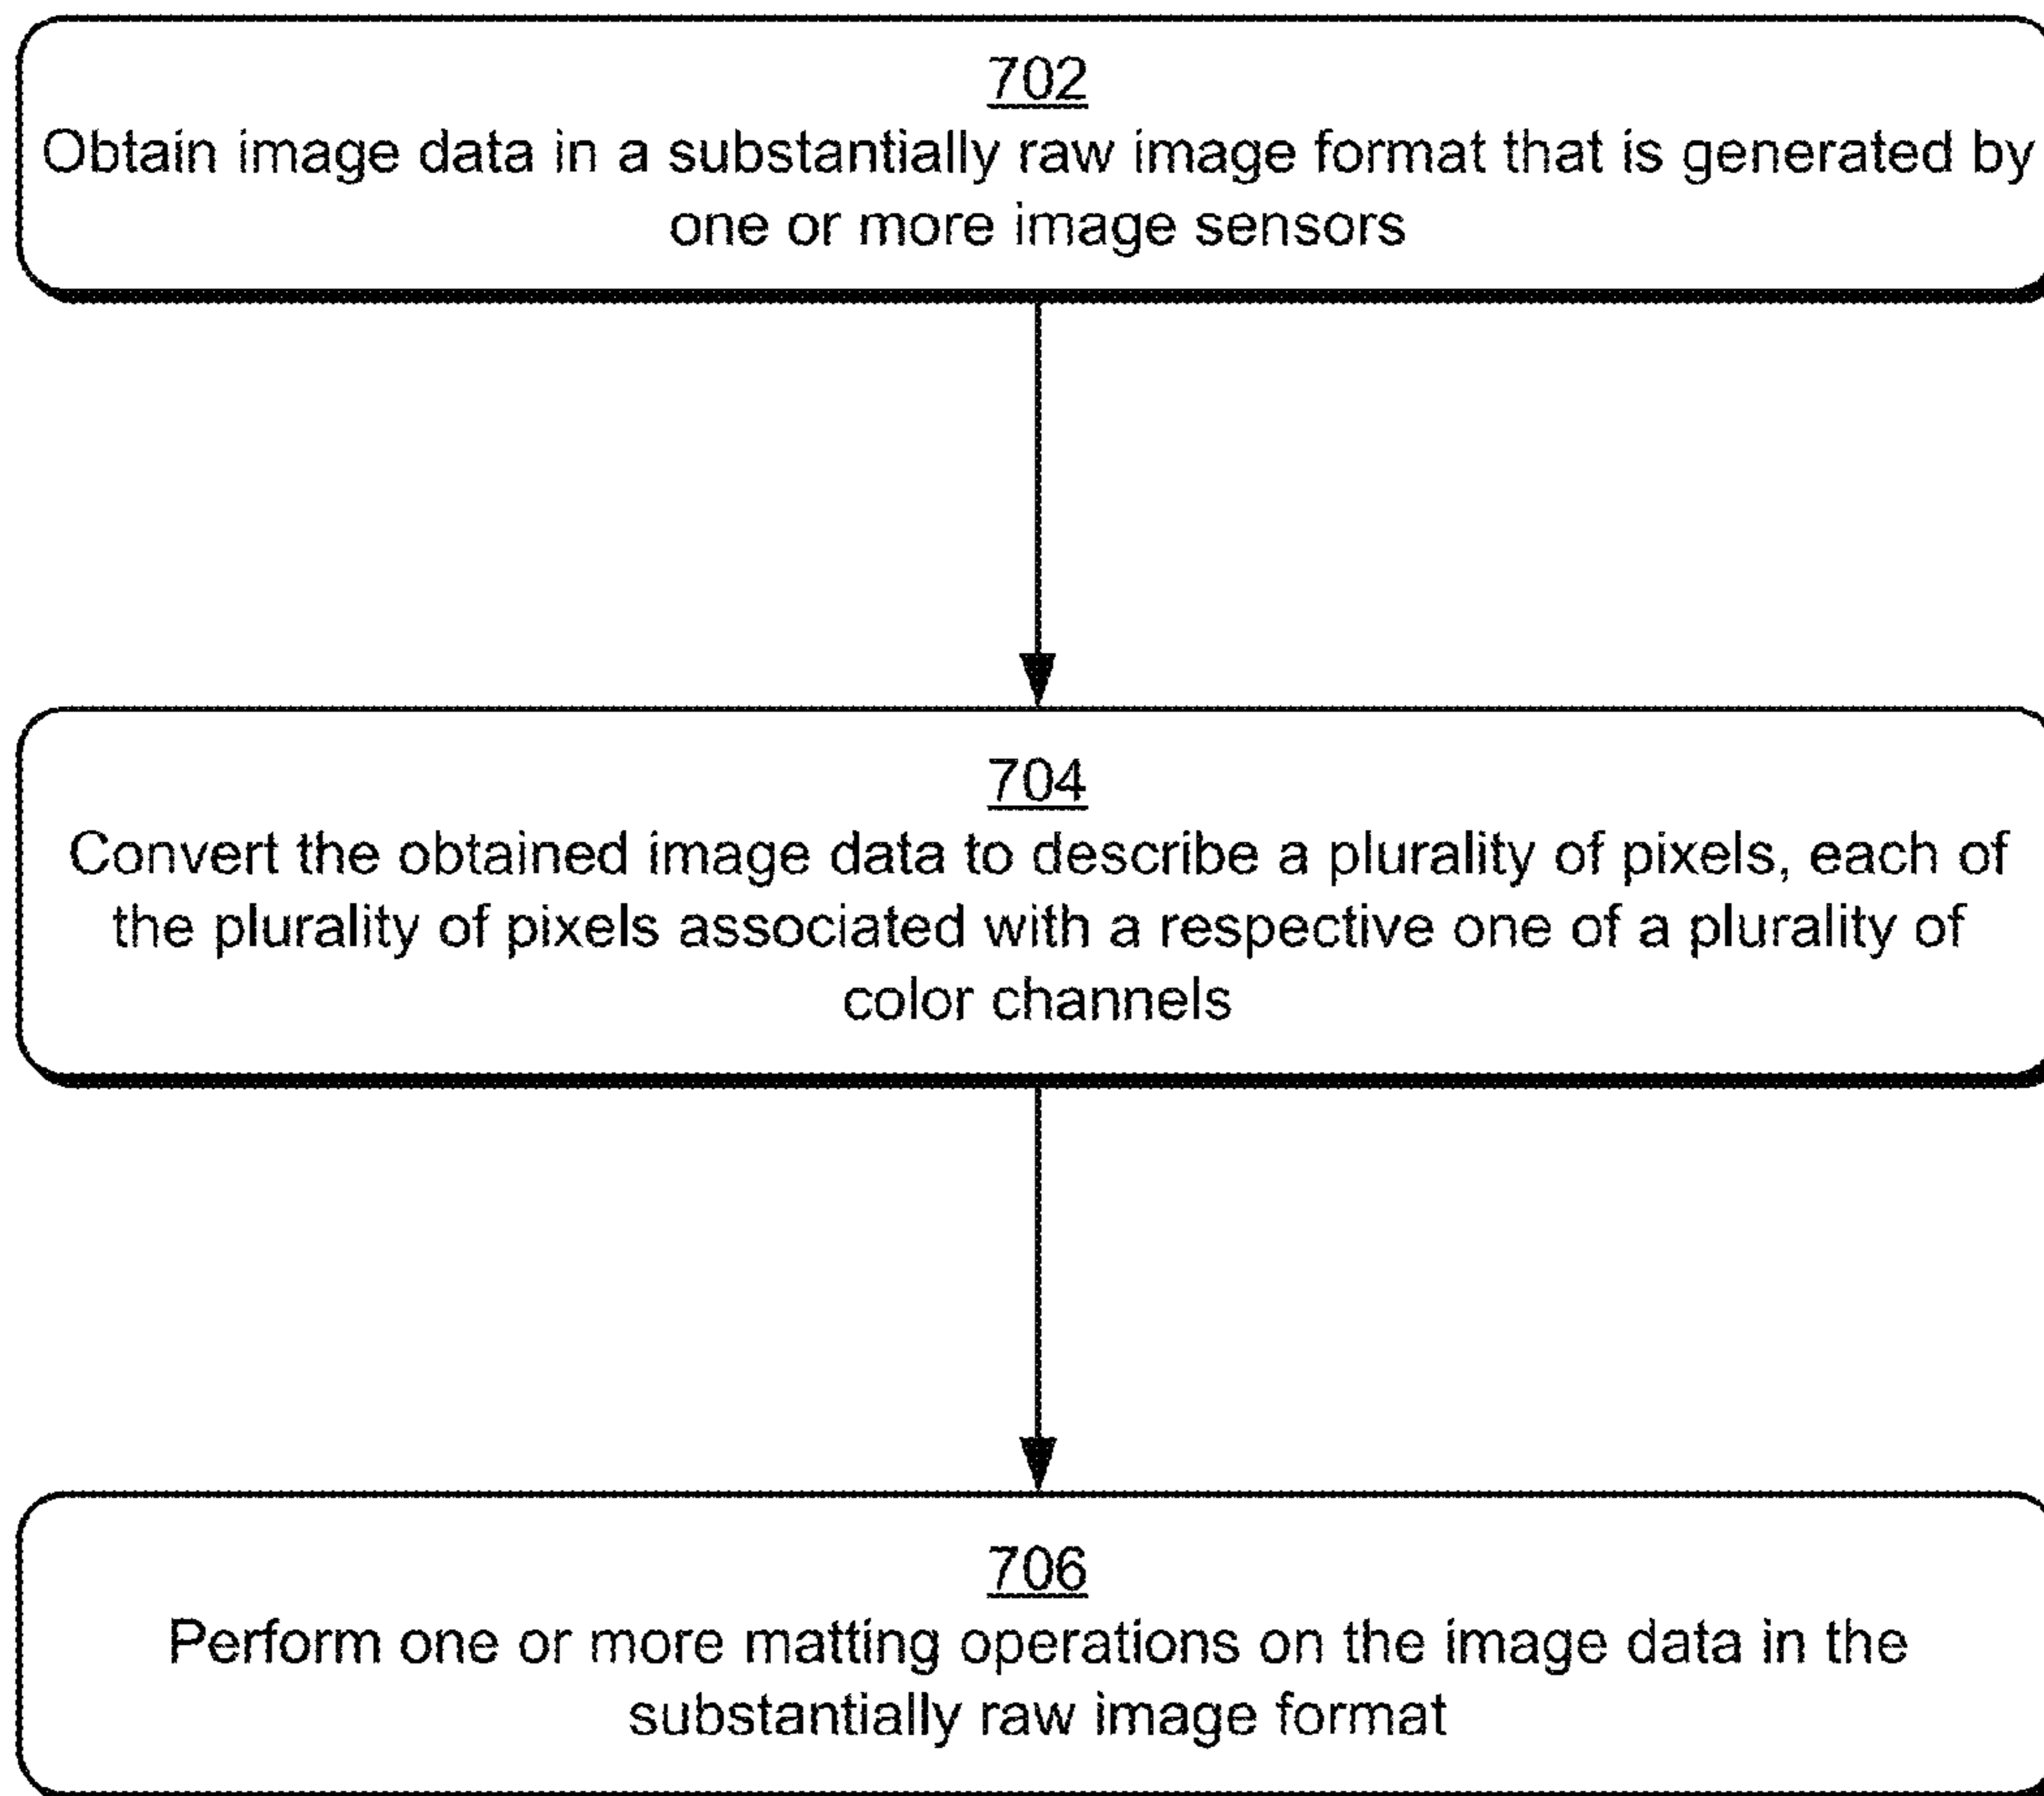 702
Obtain image data in a substantially raw image format that is generated by
one or more image sensors
704
Convert the obtained image data to describe a plurality of pixels, each of
the plurality of pixels associated with a respective one of a plurality of
color channels
706
Perform one or more matting operations on the image data in the
substantially raw image format